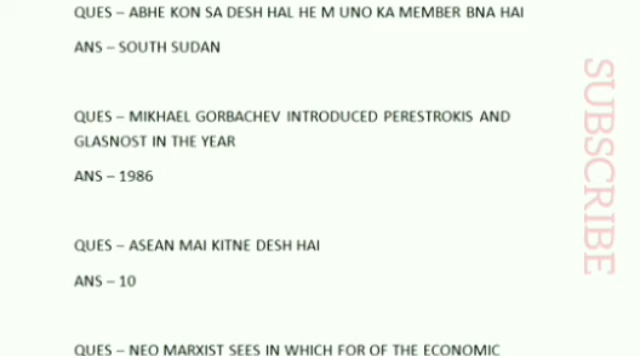 QUES – ABHE KON SA DESH HAL HE M UNO KA MEMBER BNA HAI
ANS – SOUTH SUDAN
QUES – MIKHAEL GORBACHEV INTRODUCED PERESTROKIS AND
GLASNOST IN THE YEAR
ANS – 1986
QUES – ASEAN MAI KITNE DESH HAI
ANS – 10
QUES – NEO MARXIST SEES IN WHICH FOR OF THE ECONOMIC
SUBSCRIBE